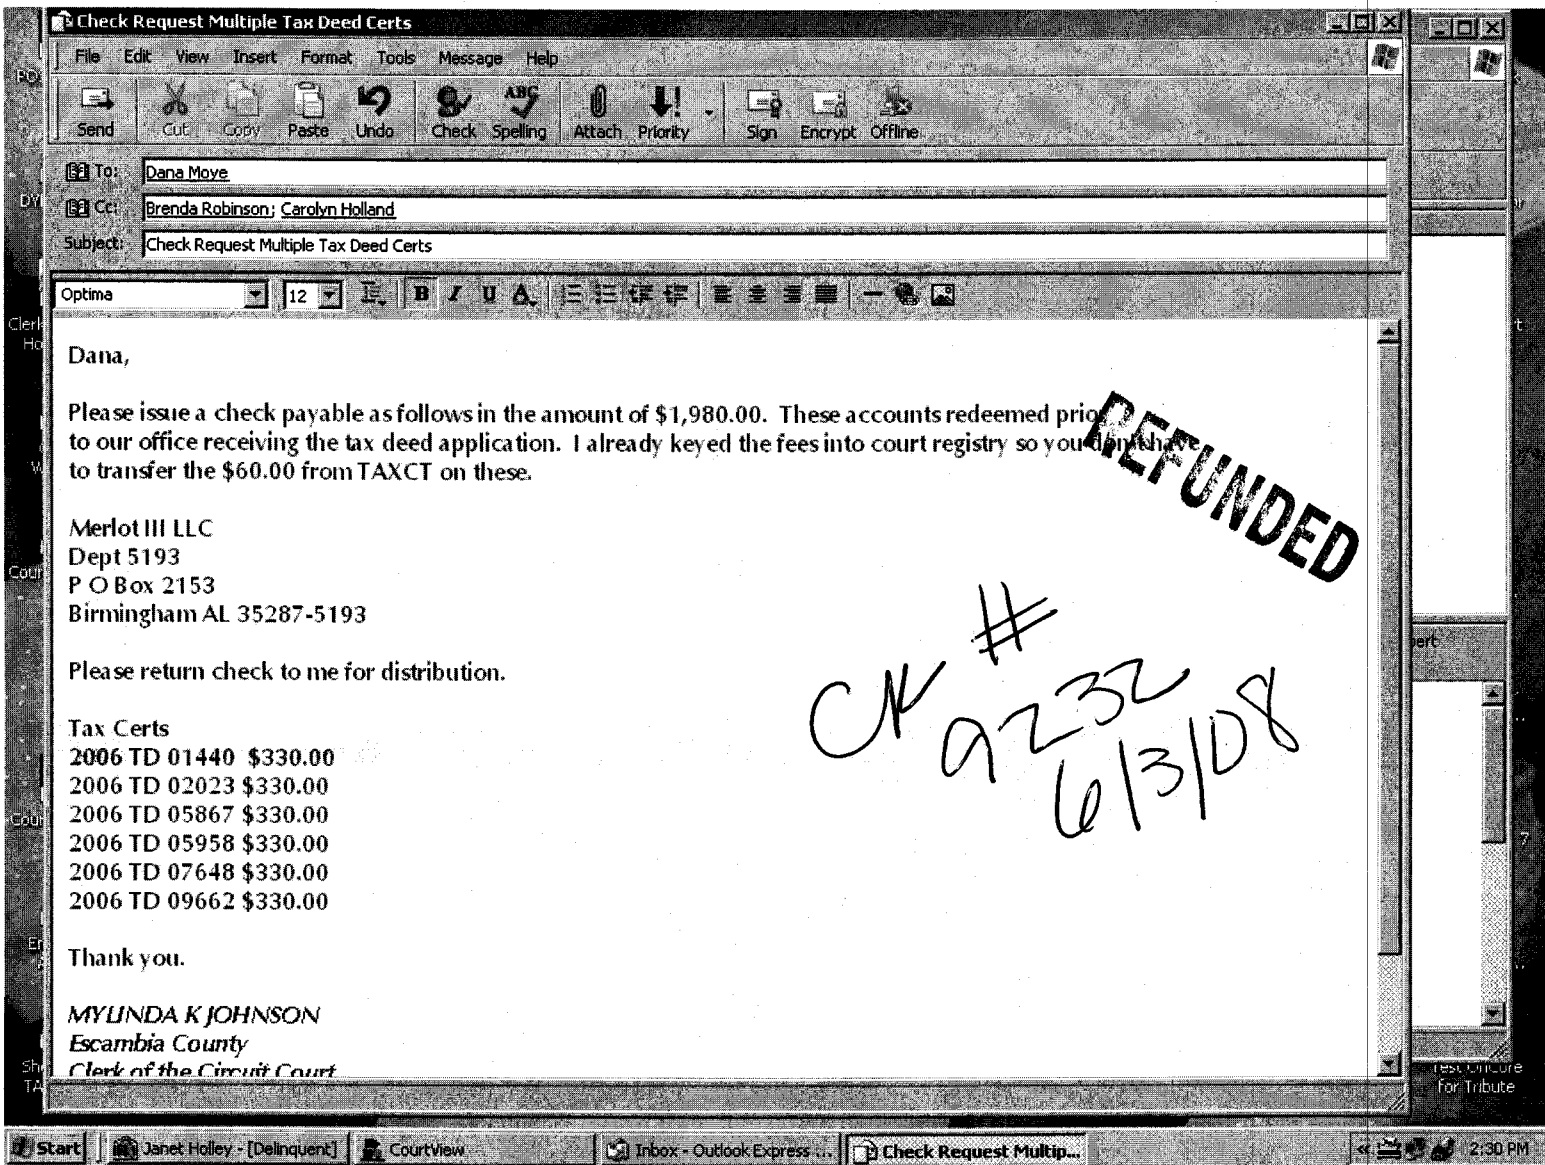 Check Request Multiple Tax Deed Certs
File Edit View Insert Format Tools Message Help
Send Cut Copy Paste Undo Check Spelling Attach Priority Sign Encrypt Offline
To: Dana Moye
Cc: Brenda Robinson; Carolyn Holland
Subject: Check Request Multiple Tax Deed Certs
Optima 12
Dana,
Please issue a check payable as follows in the amount of $1,980.00. These accounts redeemed prio
to our office receiving the tax deed application. I already keyed the fees into court registry so you don't ha
to transfer the $60.00 from TAXCT on these.
REFUNDED
Merlot III LLC
Dept 5193
P O Box 2153
Birmingham AL 35287-5193
Please return check to me for distribution.
CK #
9232
6/3/08
Tax Certs
2006 TD 01440 $330.00
2006 TD 02023 $330.00
2006 TD 05867 $330.00
2006 TD 05958 $330.00
2006 TD 07648 $330.00
2006 TD 09662 $330.00
Thank you.
MYLINDA K JOHNSON
Escambia County
Clerk of the Circuit Court
for Tribute
Start Janet Holley - [Delinquent] CourtView Inbox - Outlook Express ... Check Request Multip... 2:30 PM